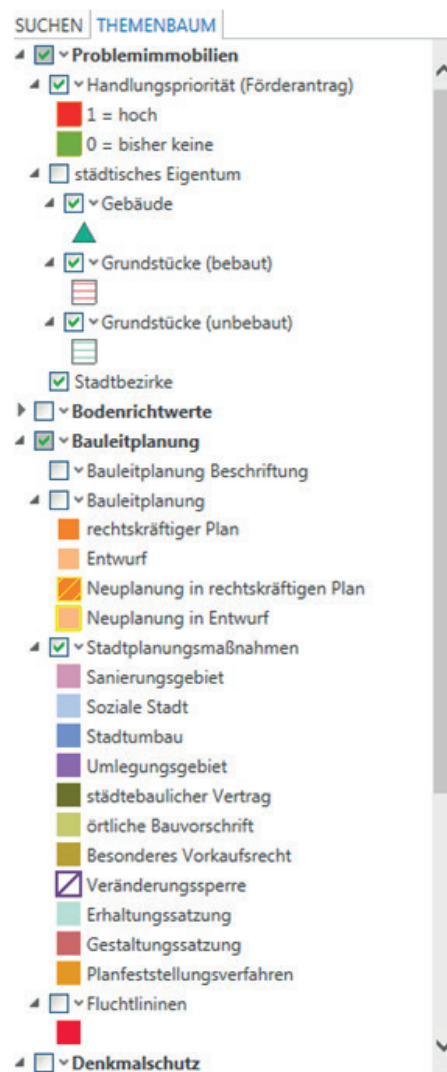 SUCHEN THEMENBAUM
Problemimmobilien
Handlungspriorität (Förderantrag)
1 = hoch
0 = bisher keine
städtisches Eigentum
Gebäude
Grundstücke (bebaut)
Grundstücke (unbebaut)
Stadtbezirke
Bodenrichtwerte
Bauleitplanung
Bauleitplanung Beschriftung
Bauleitplanung
rechtskräftiger Plan
Entwurf
Neuplanung in rechtskräftigen Plan
Neuplanung in Entwurf
Stadtplanungsmaßnahmen
Sanierungsgebiet
Soziale Stadt
Stadtumbau
Umlegungsgebiet
städtebaulicher Vertrag
örtliche Bauvorschrift
Besonderes Vorkaufsrecht
Veränderungssperre
Erhaltungssatzung
Gestaltungssatzung
Planfeststellungsverfahren
Fluchtlininen
Denkmalschutz